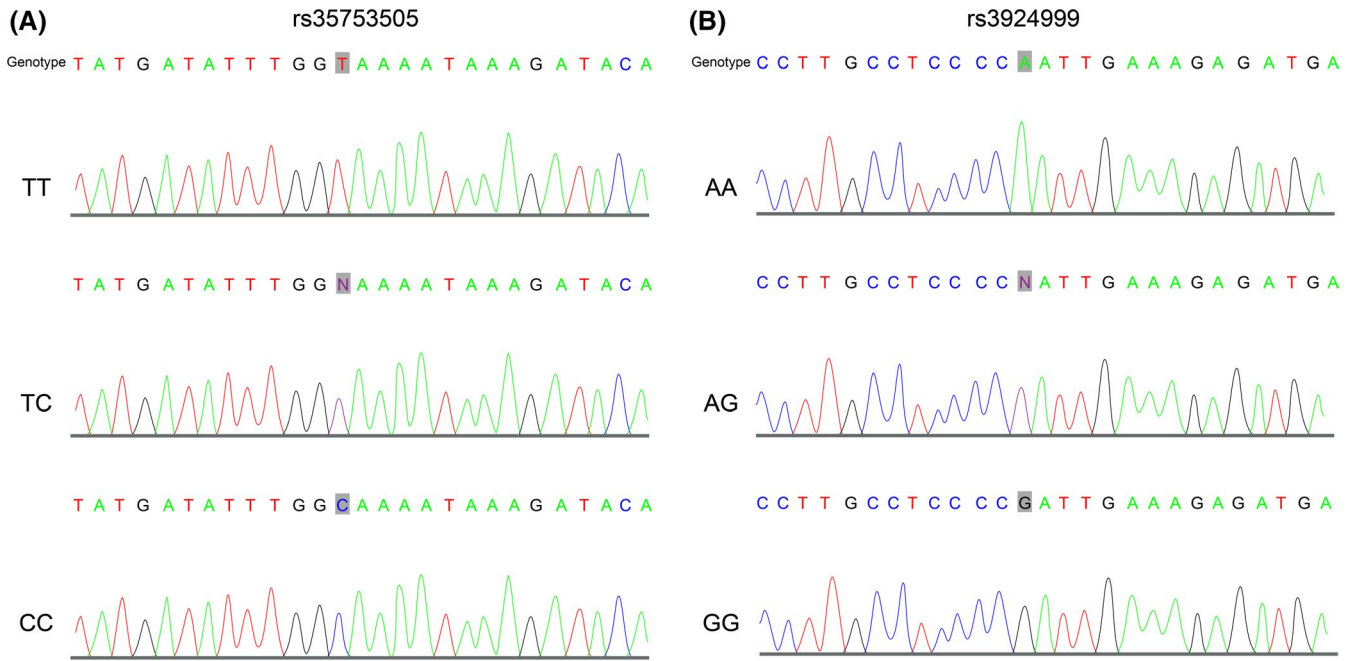 (A) rs35753505
Genotype T A T G A T A T T T G G T A A A A T A A A G A T A C A
TT
T A T G A T A T T T G G N A A A A T A A A G A T A C A
TC
T A T G A T A T T T G G C A A A A T A A A G A T A C A
CC
(B) rs3924999
Genotype C C T T G C C T C C C C A A T T G A A A G A G A T G A
AA
C C T T G C C T C C C C N A T T G A A A G A G A T G A
AG
C C T T G C C T C C C C G A T T G A A A G A G A T G A
GG